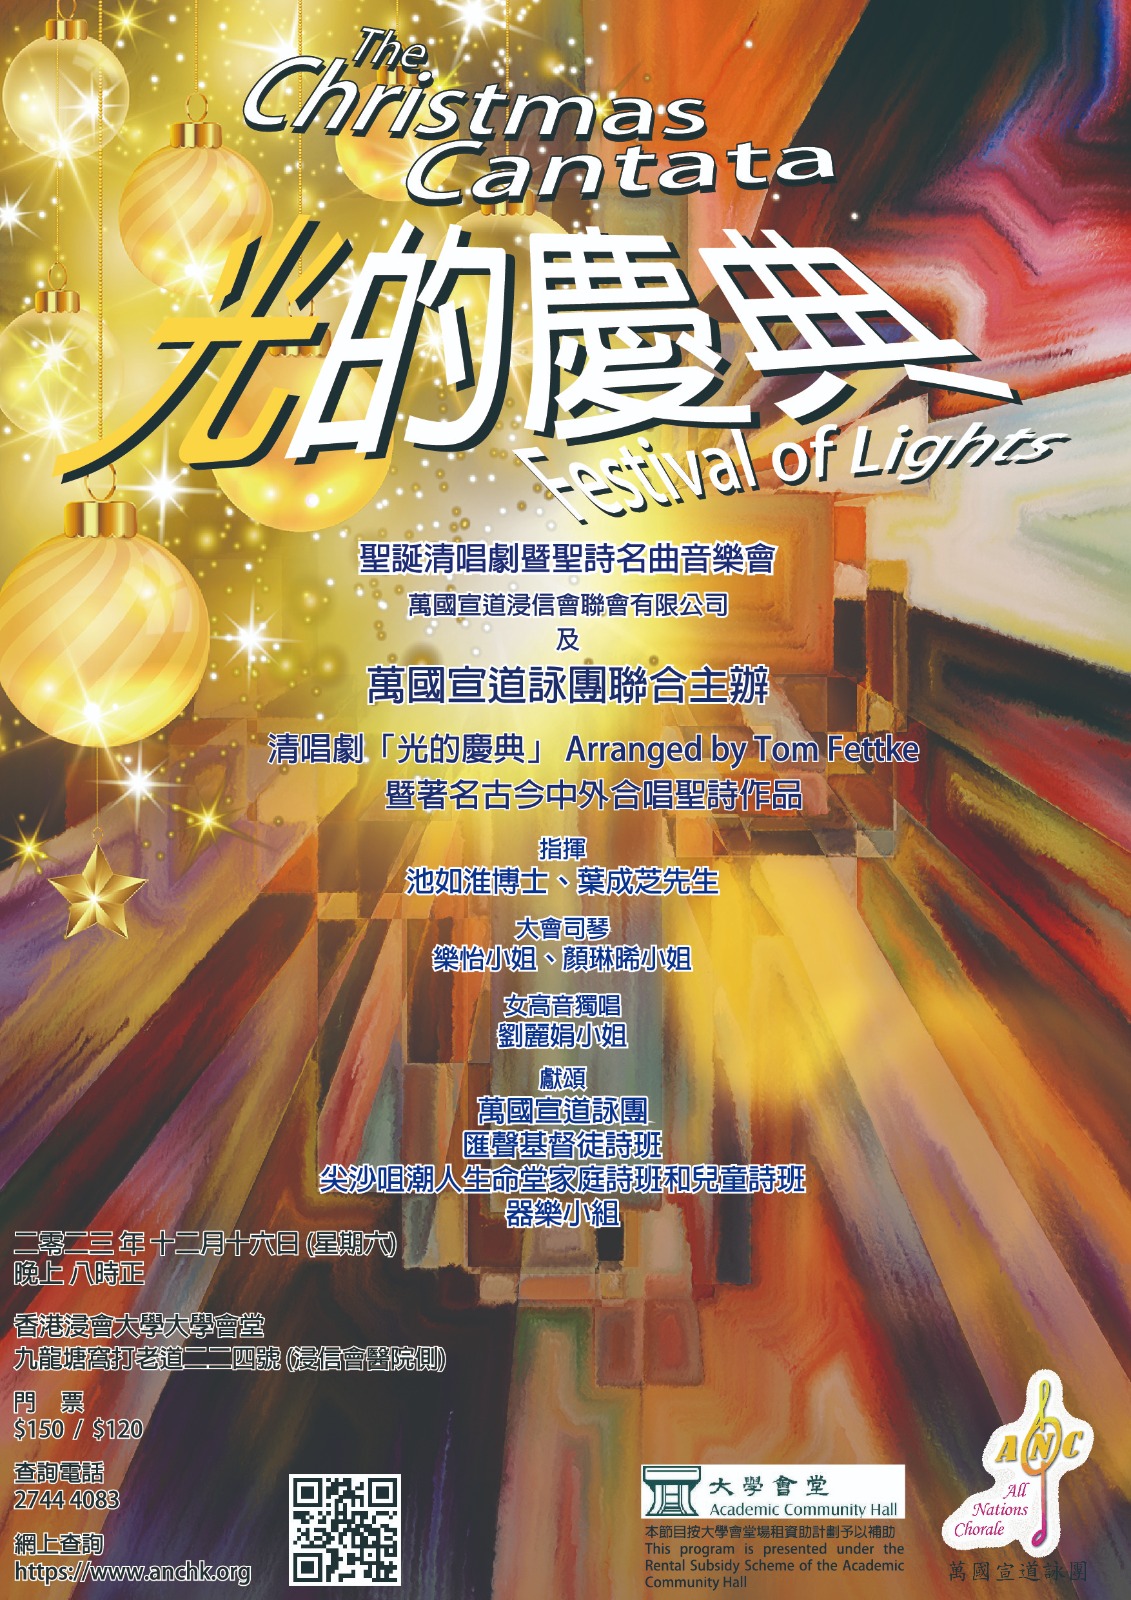 The
Christmas
Cantata
光的慶典
Festival of Lights
聖誕清唱劇暨聖詩名曲音樂會
萬國宣道浸信會聯會有限公司
及
萬國宣道詠團聯合主辦
清唱劇「光的慶典」 Arranged by Tom Fettke
暨著名古今中外合唱聖詩作品
指揮
池如淮博士、葉成芝先生
大會司琴
樂怡小姐、顏琳晞小姐
女高音獨唱
劉麗娟小姐
獻頌
萬國宣道詠團
匯聲基督徒詩班
尖沙咀潮人生命堂家庭詩班和兒童詩班
器樂小組
二零二三年十二月十六日 (星期六)
晚上 八時正
香港浸會大學大學會堂
九龍塘窩打老道二二四號 (浸信會醫院側)
門 票
$150 / $120
查詢電話
2744 4083
網上查詢
https://www.anchk.org
大學會堂
Academic Community Hall
本節目按大學會堂場租資助計劃予以補助
This program is presented under the
Rental Subsidy Scheme of the Academic
Community Hall
ANC
All
Nations
Chorale
萬國宣道詠團